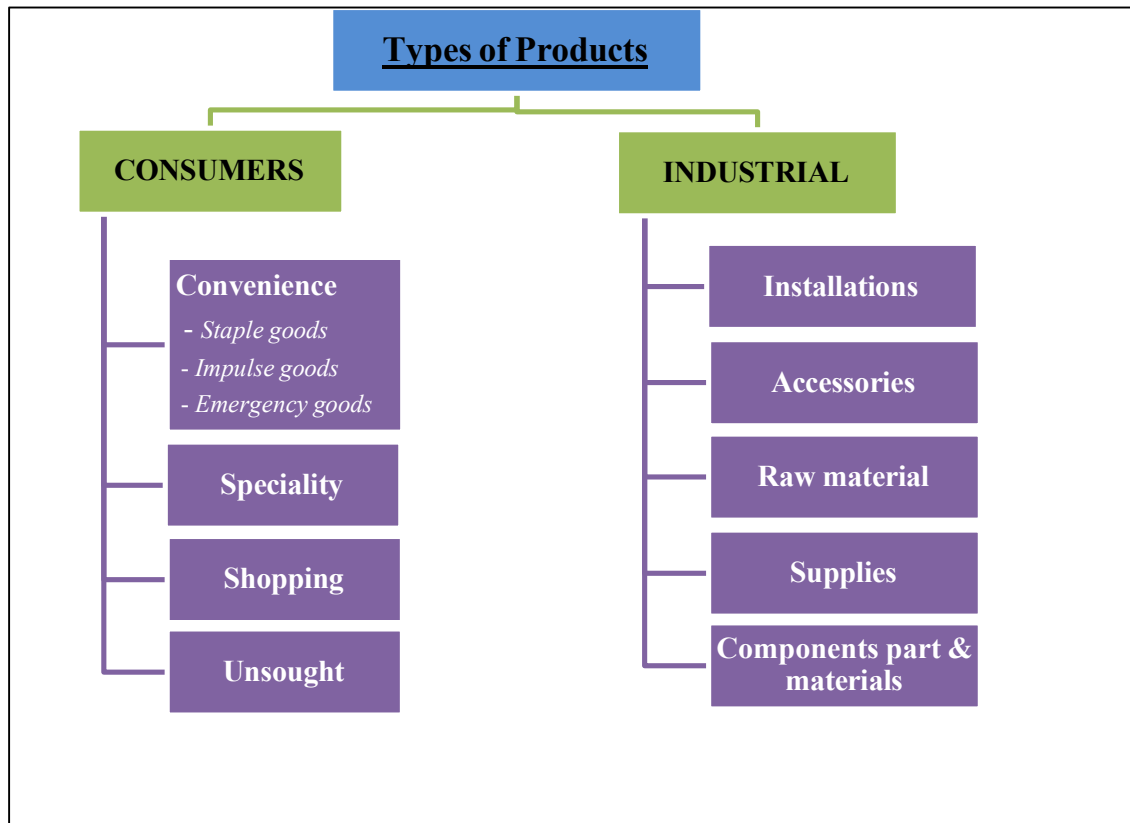 Types of Products
CONSUMERS
Convenience
- Staple goods
- Impulse goods
- Emergency goods
Speciality
Shopping
Unsought
INDUSTRIAL
Installations
Accessories
Raw material
Supplies
Components part &
materials